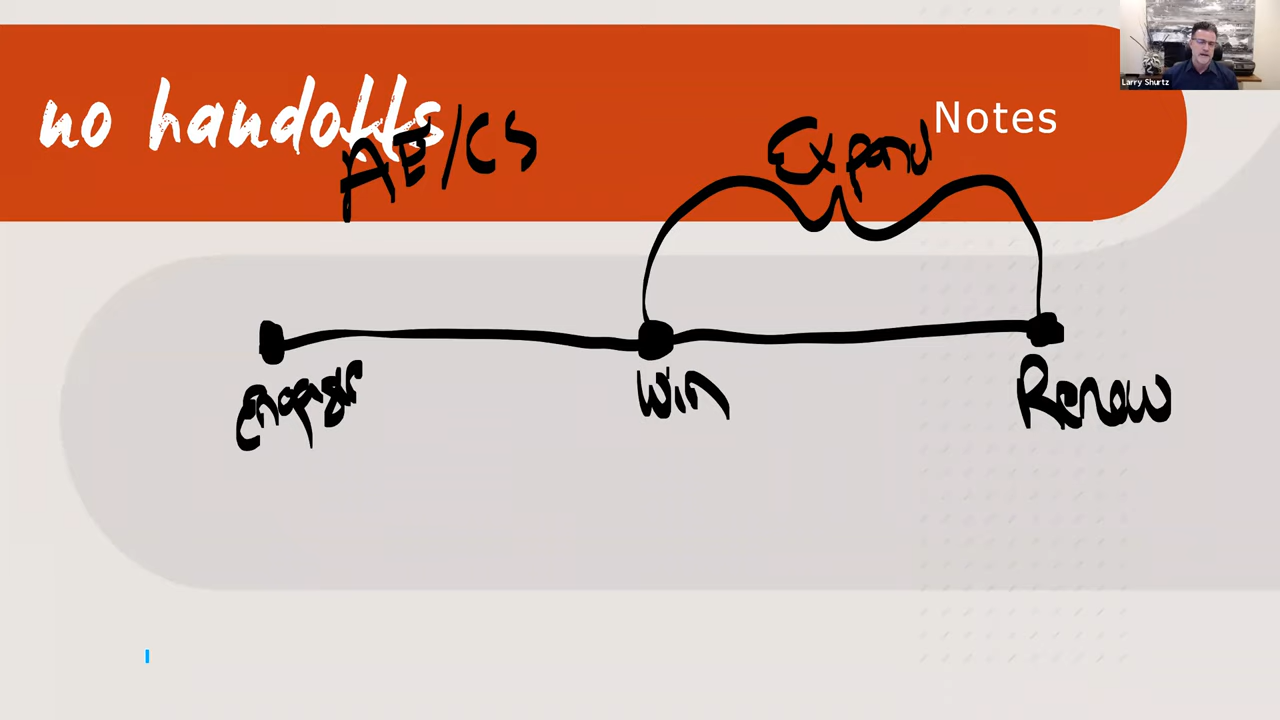 no handoffs
Notes
Larry Shurtz
AE/CS
Expand
Engage
Win
Renew